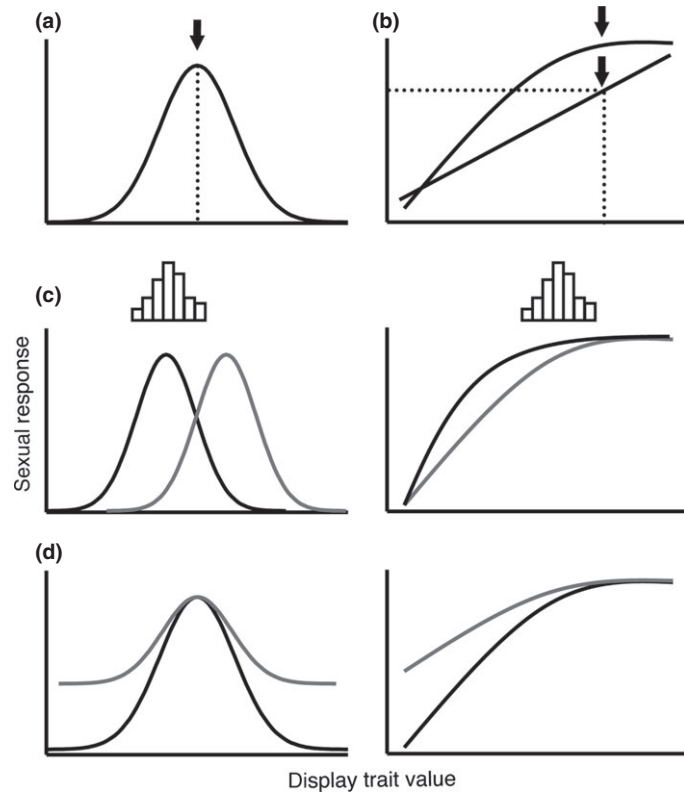 (a)
(b)
(c)
(d)
Sexual response
Display trait value